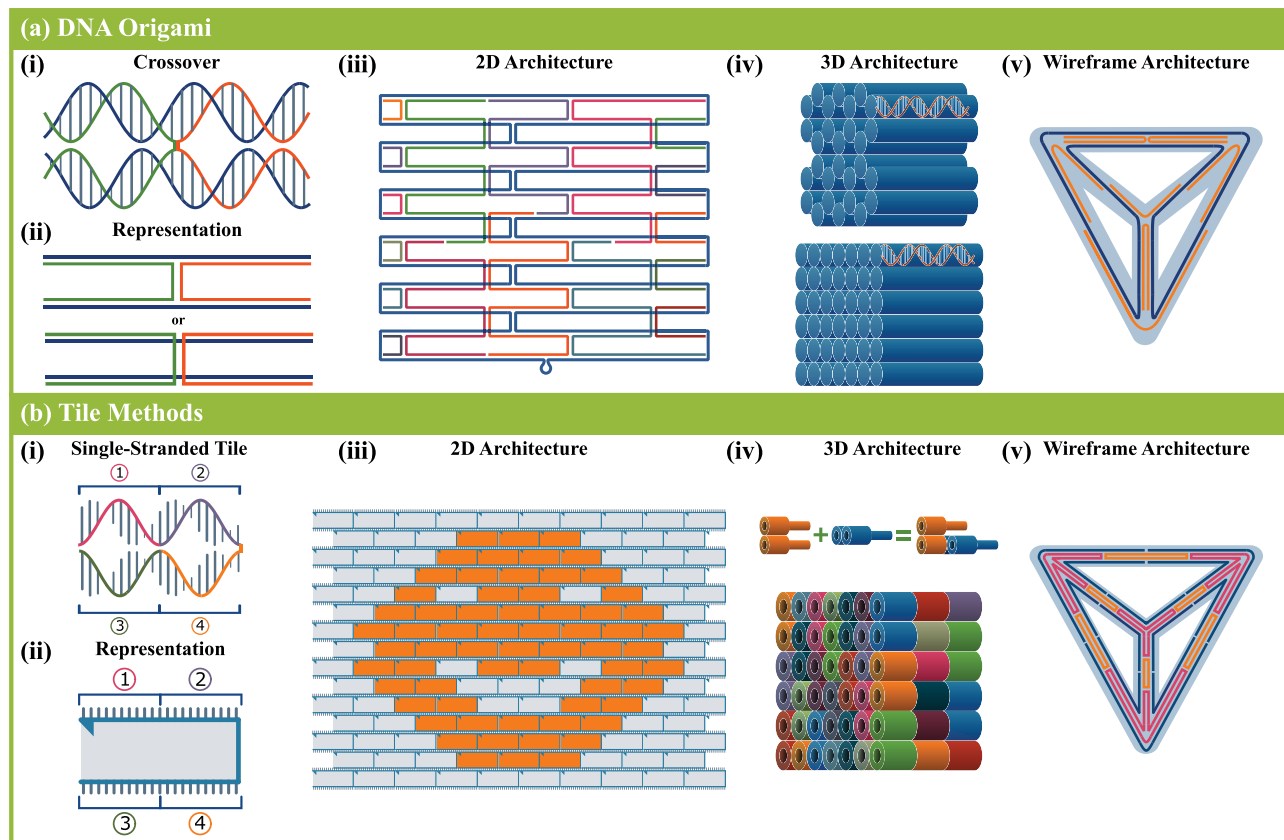 (a) DNA Origami
(i) Crossover
(ii) Representation
or
(iii) 2D Architecture
(iv) 3D Architecture
(v) Wireframe Architecture
(b) Tile Methods
(i) Single-Stranded Tile
1 2
3 4
(ii) Representation
1 2
3 4
(iii) 2D Architecture
(iv) 3D Architecture
+ =
(v) Wireframe Architecture